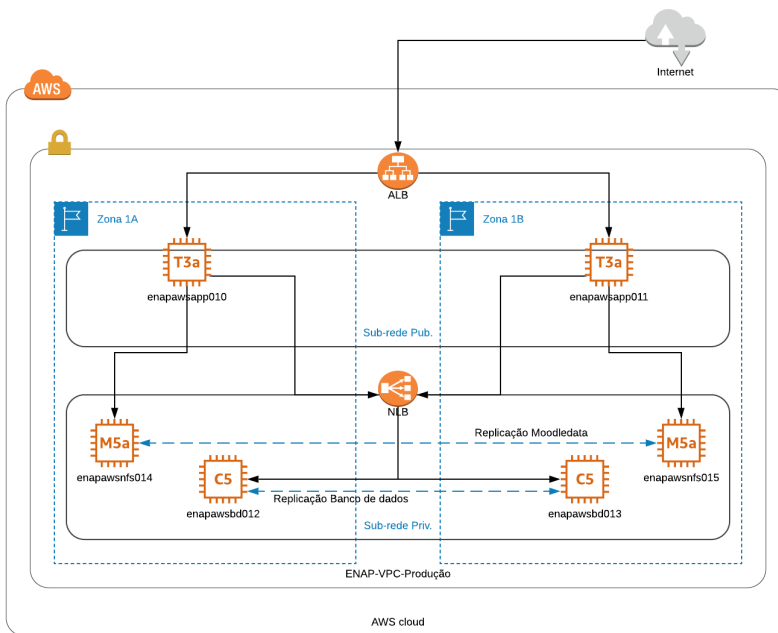 Internet
AWS
ALB
Zona 1A
Zona 1B
T3a
T3a
enapawsapp010
enapawsapp011
Sub-rede Pub.
NLB
M5a
Replicação Moodledata
M5a
enapawsnfs014
enapawsnfs015
C5
C5
Replicação Banco de dados
enapawsbd012
enapawsbd013
Sub-rede Priv.
ENAP-VPC-Produção
AWS cloud